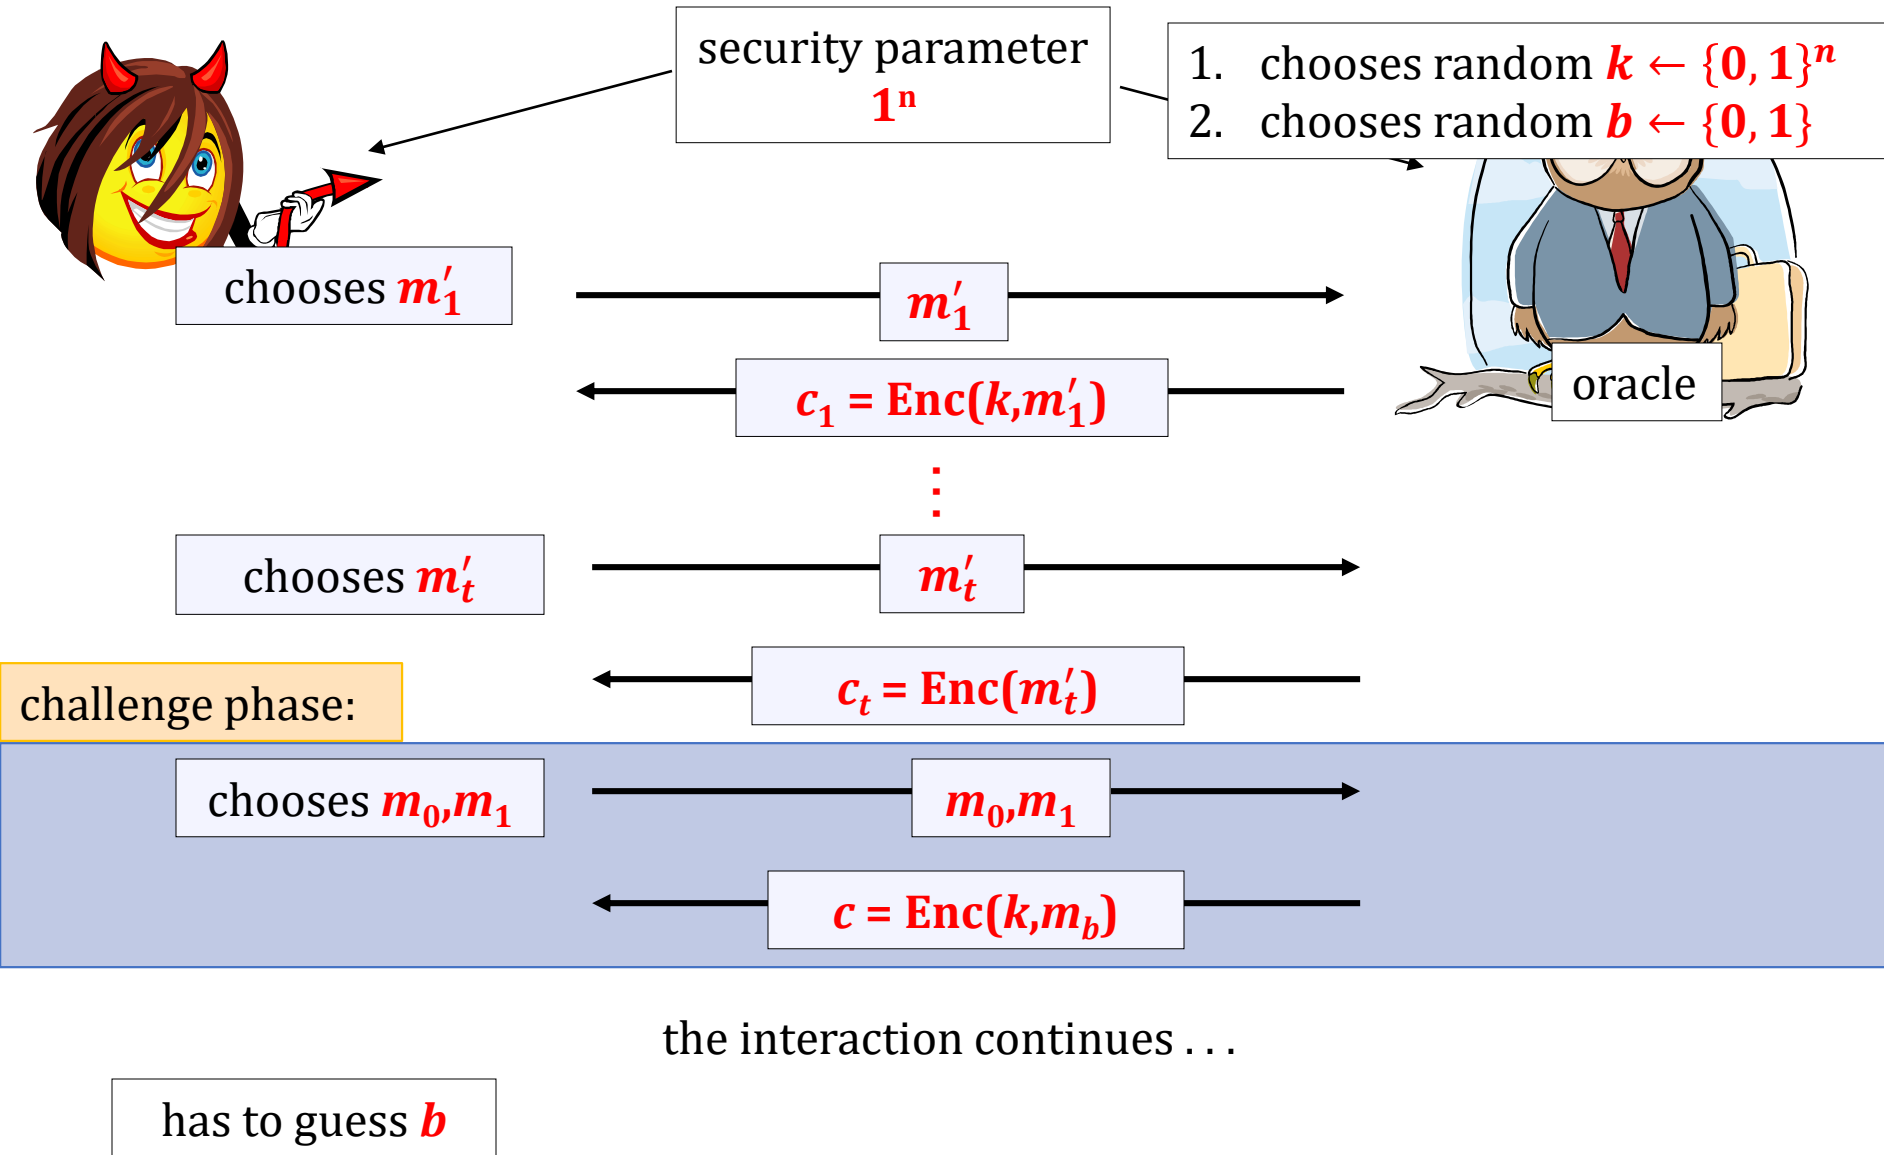 security parameter
1ⁿ
1. chooses random k ← {0, 1}ⁿ
2. chooses random b ← {0, 1}
chooses m′₁
m′₁
c₁ = Enc(k,m′₁)
oracle
⋮
chooses m′ₜ
m′ₜ
cₜ = Enc(m′ₜ)
challenge phase:
chooses m₀,m₁
m₀,m₁
c = Enc(k,m_b)
the interaction continues . . .
has to guess b